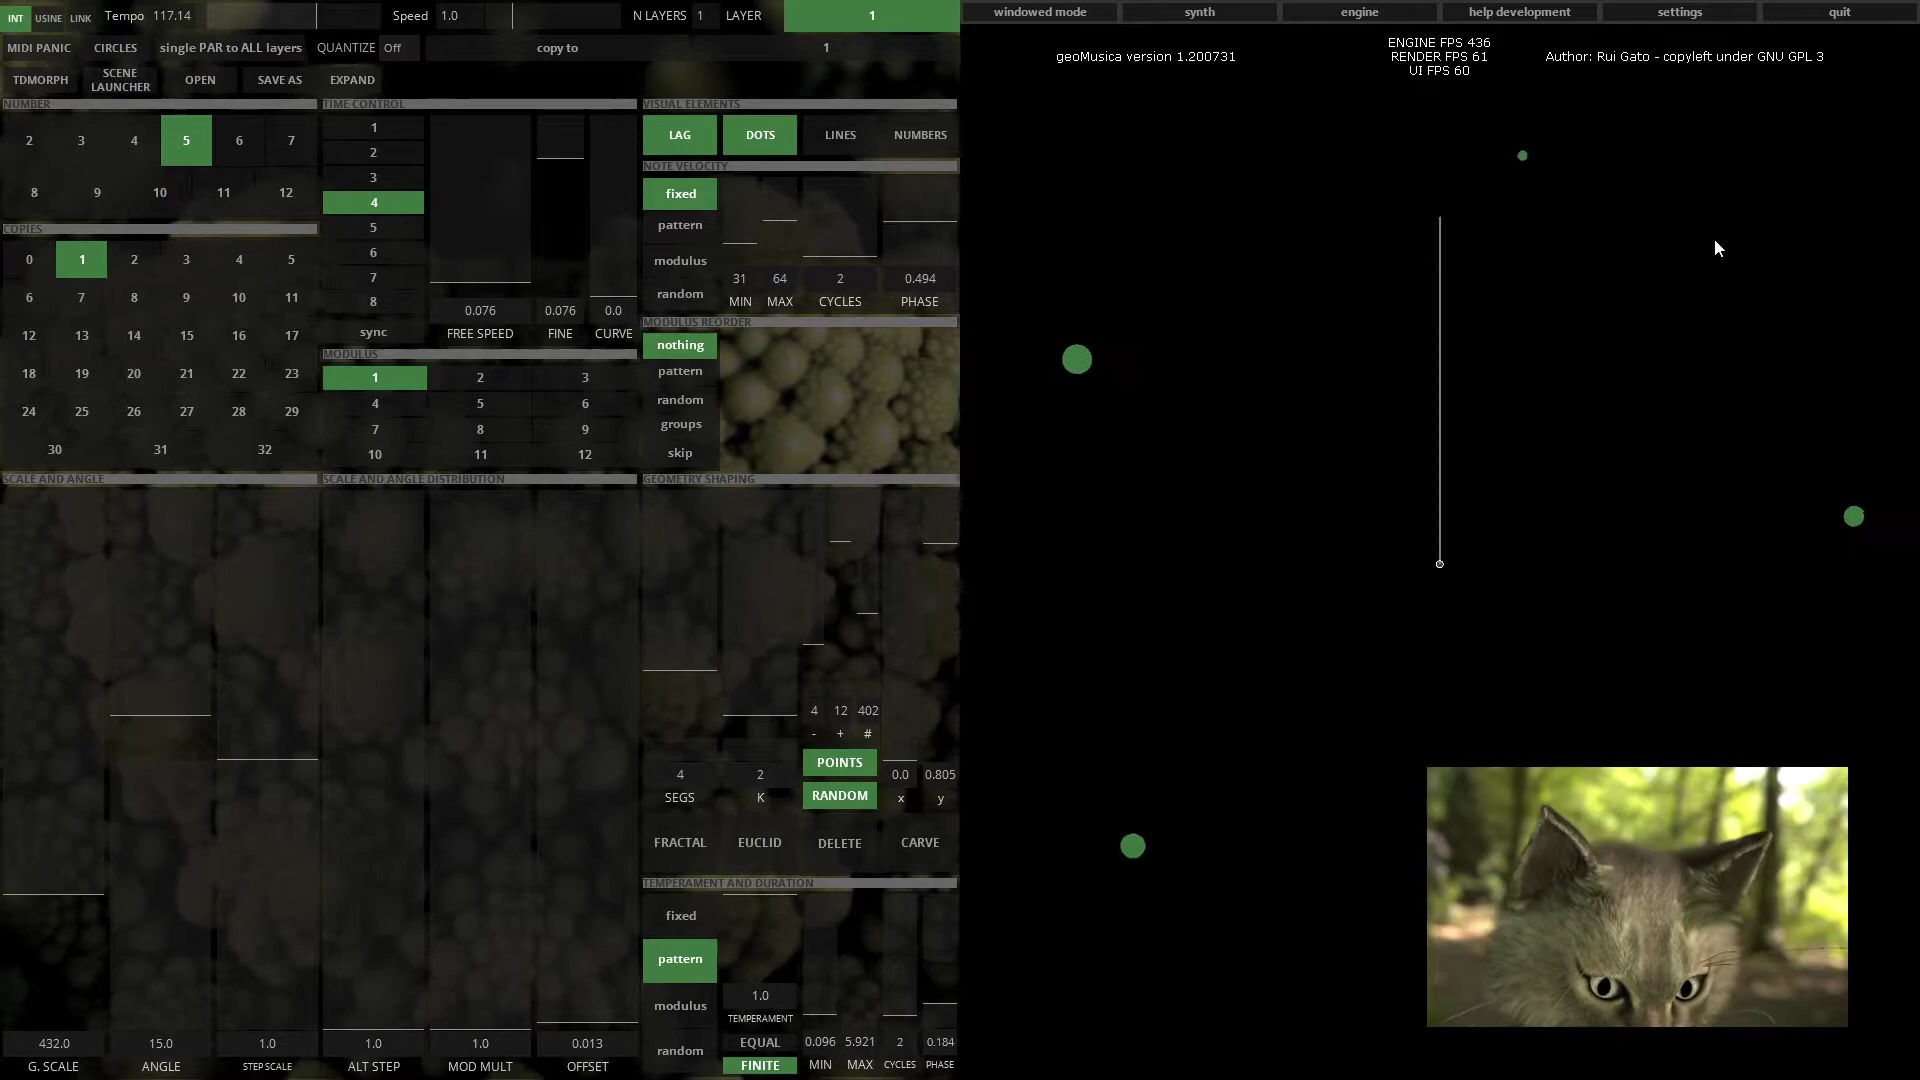 INT USINE LINK Tempo 117.14 Speed 1.0 N LAYERS 1 LAYER 1
windowed mode synth engine help development settings quit
MIDI PANIC CIRCLES single PAR to ALL layers QUANTIZE Off copy to 1
TDMORPH SCENE LAUNCHER OPEN SAVE AS EXPAND
geoMusica version 1.200731
ENGINE FPS 436
RENDER FPS 61
UI FPS 60
Author: Rui Gato - copyleft under GNU GPL 3
NUMBER
2 3 4 5 6 7
8 9 10 11 12
COPIES
0 1 2 3 4 5
6 7 8 9 10 11
12 13 14 15 16 17
18 19 20 21 22 23
24 25 26 27 28 29
30 31 32
TIME CONTROL
1
2
3
4
5
6
7
8
sync
0.076 0.076 0.0
FREE SPEED FINE CURVE
MODULUS
1 2 3
4 5 6
7 8 9
10 11 12
VISUAL ELEMENTS
LAG DOTS LINES NUMBERS
NOTE VELOCITY
fixed
pattern
modulus
random
31 64 2 0.494
MIN MAX CYCLES PHASE
MODULUS REORDER
nothing
pattern
random
groups
skip
SCALE AND ANGLE
432.0 15.0 1.0
G. SCALE ANGLE STEP SCALE
SCALE AND ANGLE DISTRIBUTION
1.0 1.0 0.013
ALT STEP MOD MULT OFFSET
GEOMETRY SHAPING
4 12 402
- + #
POINTS
4 2 0.0 0.805
SEGS K RANDOM x y
FRACTAL EUCLID DELETE CARVE
TEMPERAMENT AND DURATION
fixed
pattern
modulus
random
1.0
TEMPERAMENT
EQUAL 0.096 5.921 2 0.184
FINITE MIN MAX CYCLES PHASE